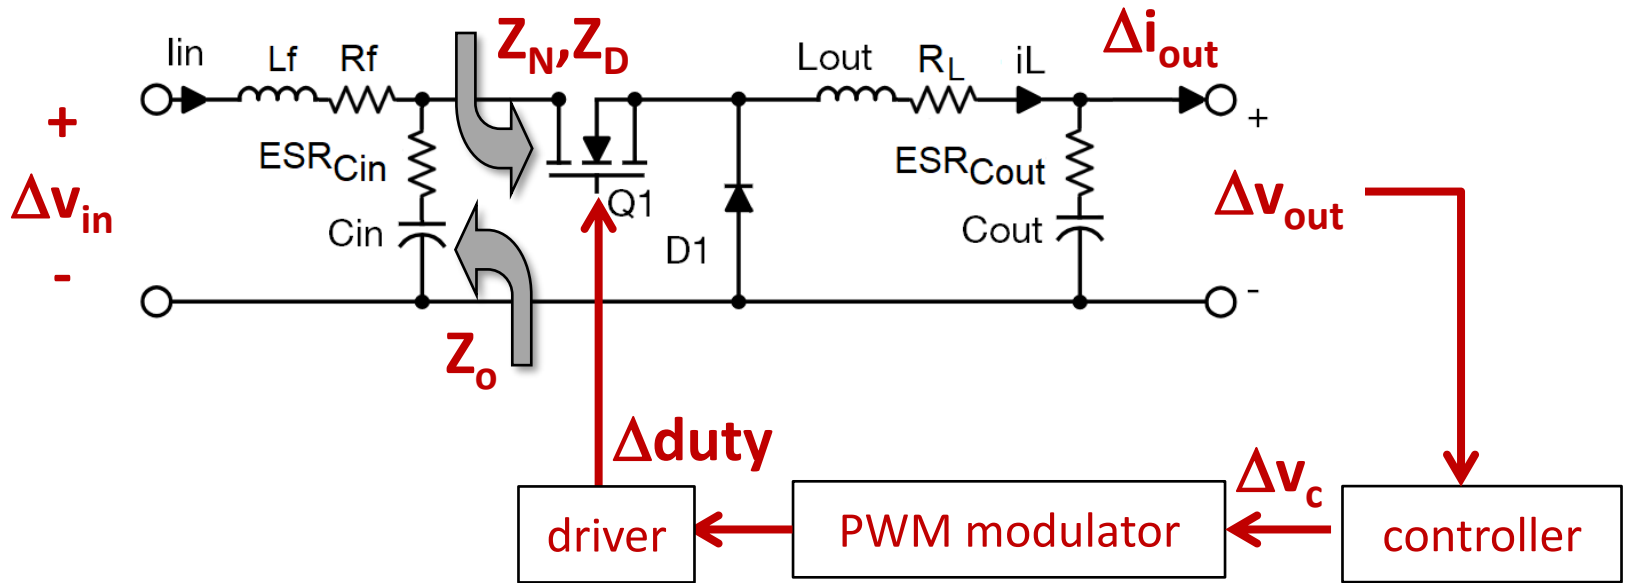 Iin
Lf
Rf
Z_N,Z_D
Lout
R_L
iL
Δi_out
+
Δv_in
-
ESR_Cin
Cin
Q1
D1
ESR_Cout
Cout
+
Δv_out
-
Z_o
Δduty
Δv_c
driver
PWM modulator
controller